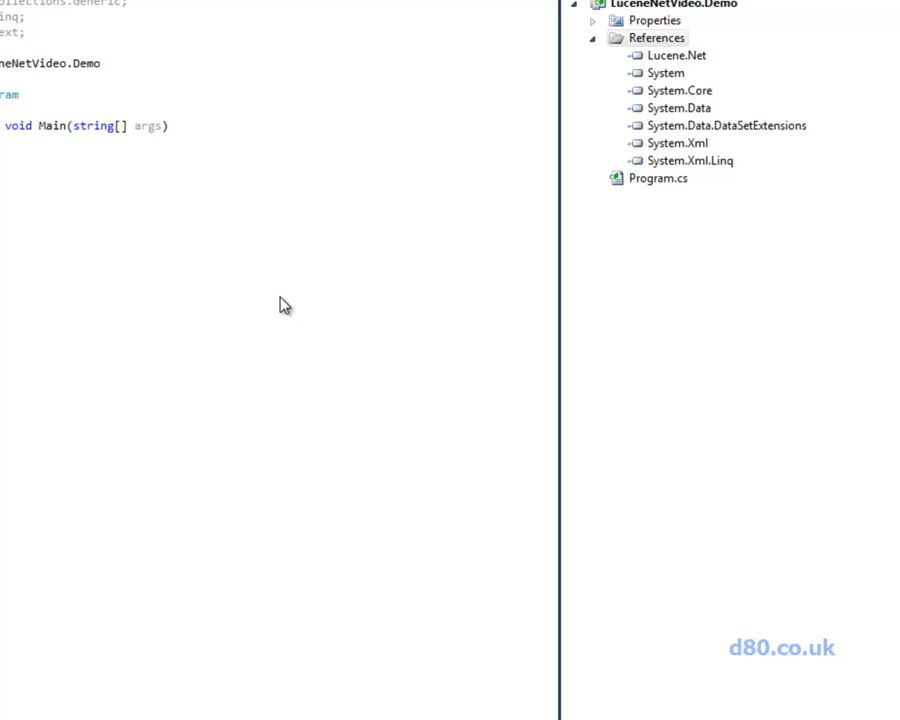 ollections.Generic;
inq;
ext;
neNetVideo.Demo
ram
void Main(string[] args)
LuceneNetVideo.Demo
Properties
References
Lucene.Net
System
System.Core
System.Data
System.Data.DataSetExtensions
System.Xml
System.Xml.Linq
Program.cs
d80.co.uk